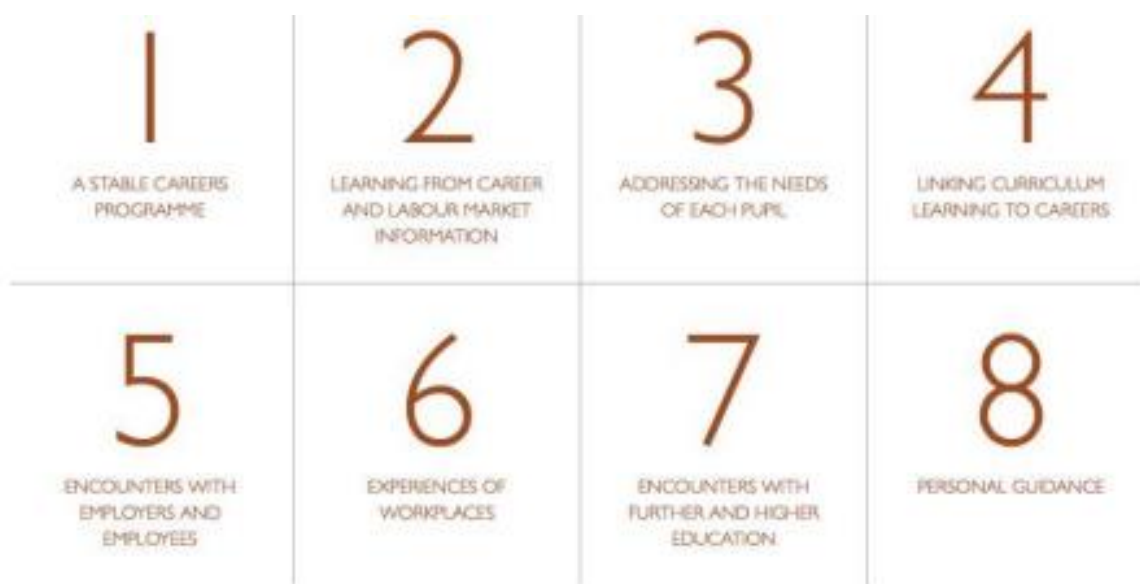 1
A STABLE CAREERS
PROGRAMME
2
LEARNING FROM CAREER
AND LABOUR MARKET
INFORMATION
3
ADDRESSING THE NEEDS
OF EACH PUPIL
4
LINKING CURRICULUM
LEARNING TO CAREERS
5
ENCOUNTERS WITH
EMPLOYERS AND
EMPLOYEES
6
EXPERIENCES OF
WORKPLACES
7
ENCOUNTERS WITH
FURTHER AND HIGHER
EDUCATION
8
PERSONAL GUIDANCE